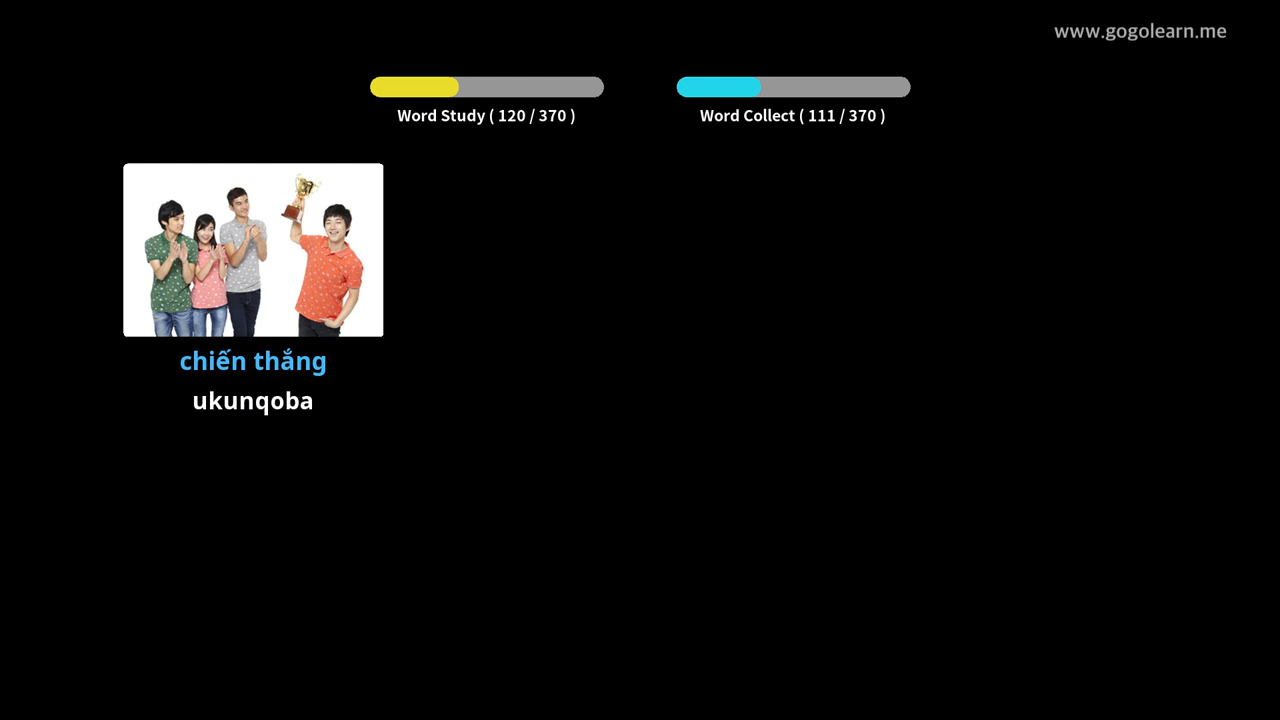 www.gogolearn.me
Word Study ( 120 / 370 )
Word Collect ( 111 / 370 )
chiến thắng
ukunqoba